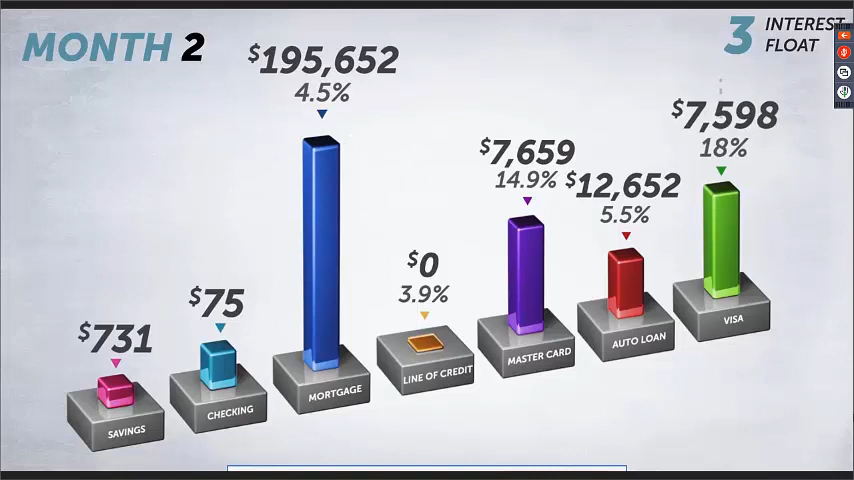 MONTH 2
3 INTEREST
FLOAT
$195,652
4.5%
$7,598
18%
$7,659
14.9%
$12,652
5.5%
$0
3.9%
$75
$731
SAVINGS
CHECKING
MORTGAGE
LINE OF CREDIT
MASTER CARD
AUTO LOAN
VISA